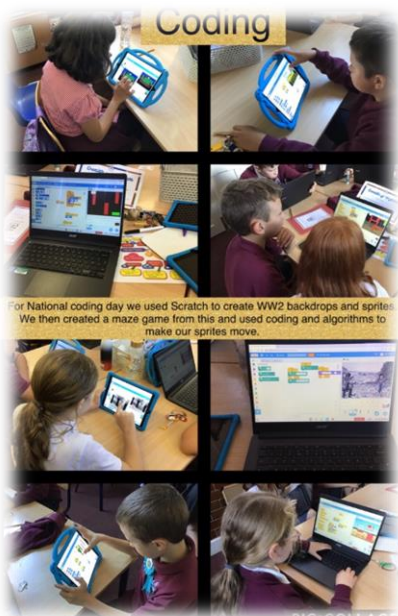 Coding
For National coding day we used Scratch to create WW2 backdrops and sprites
We then created a maze game from this and used coding and algorithms to
make our sprites move.